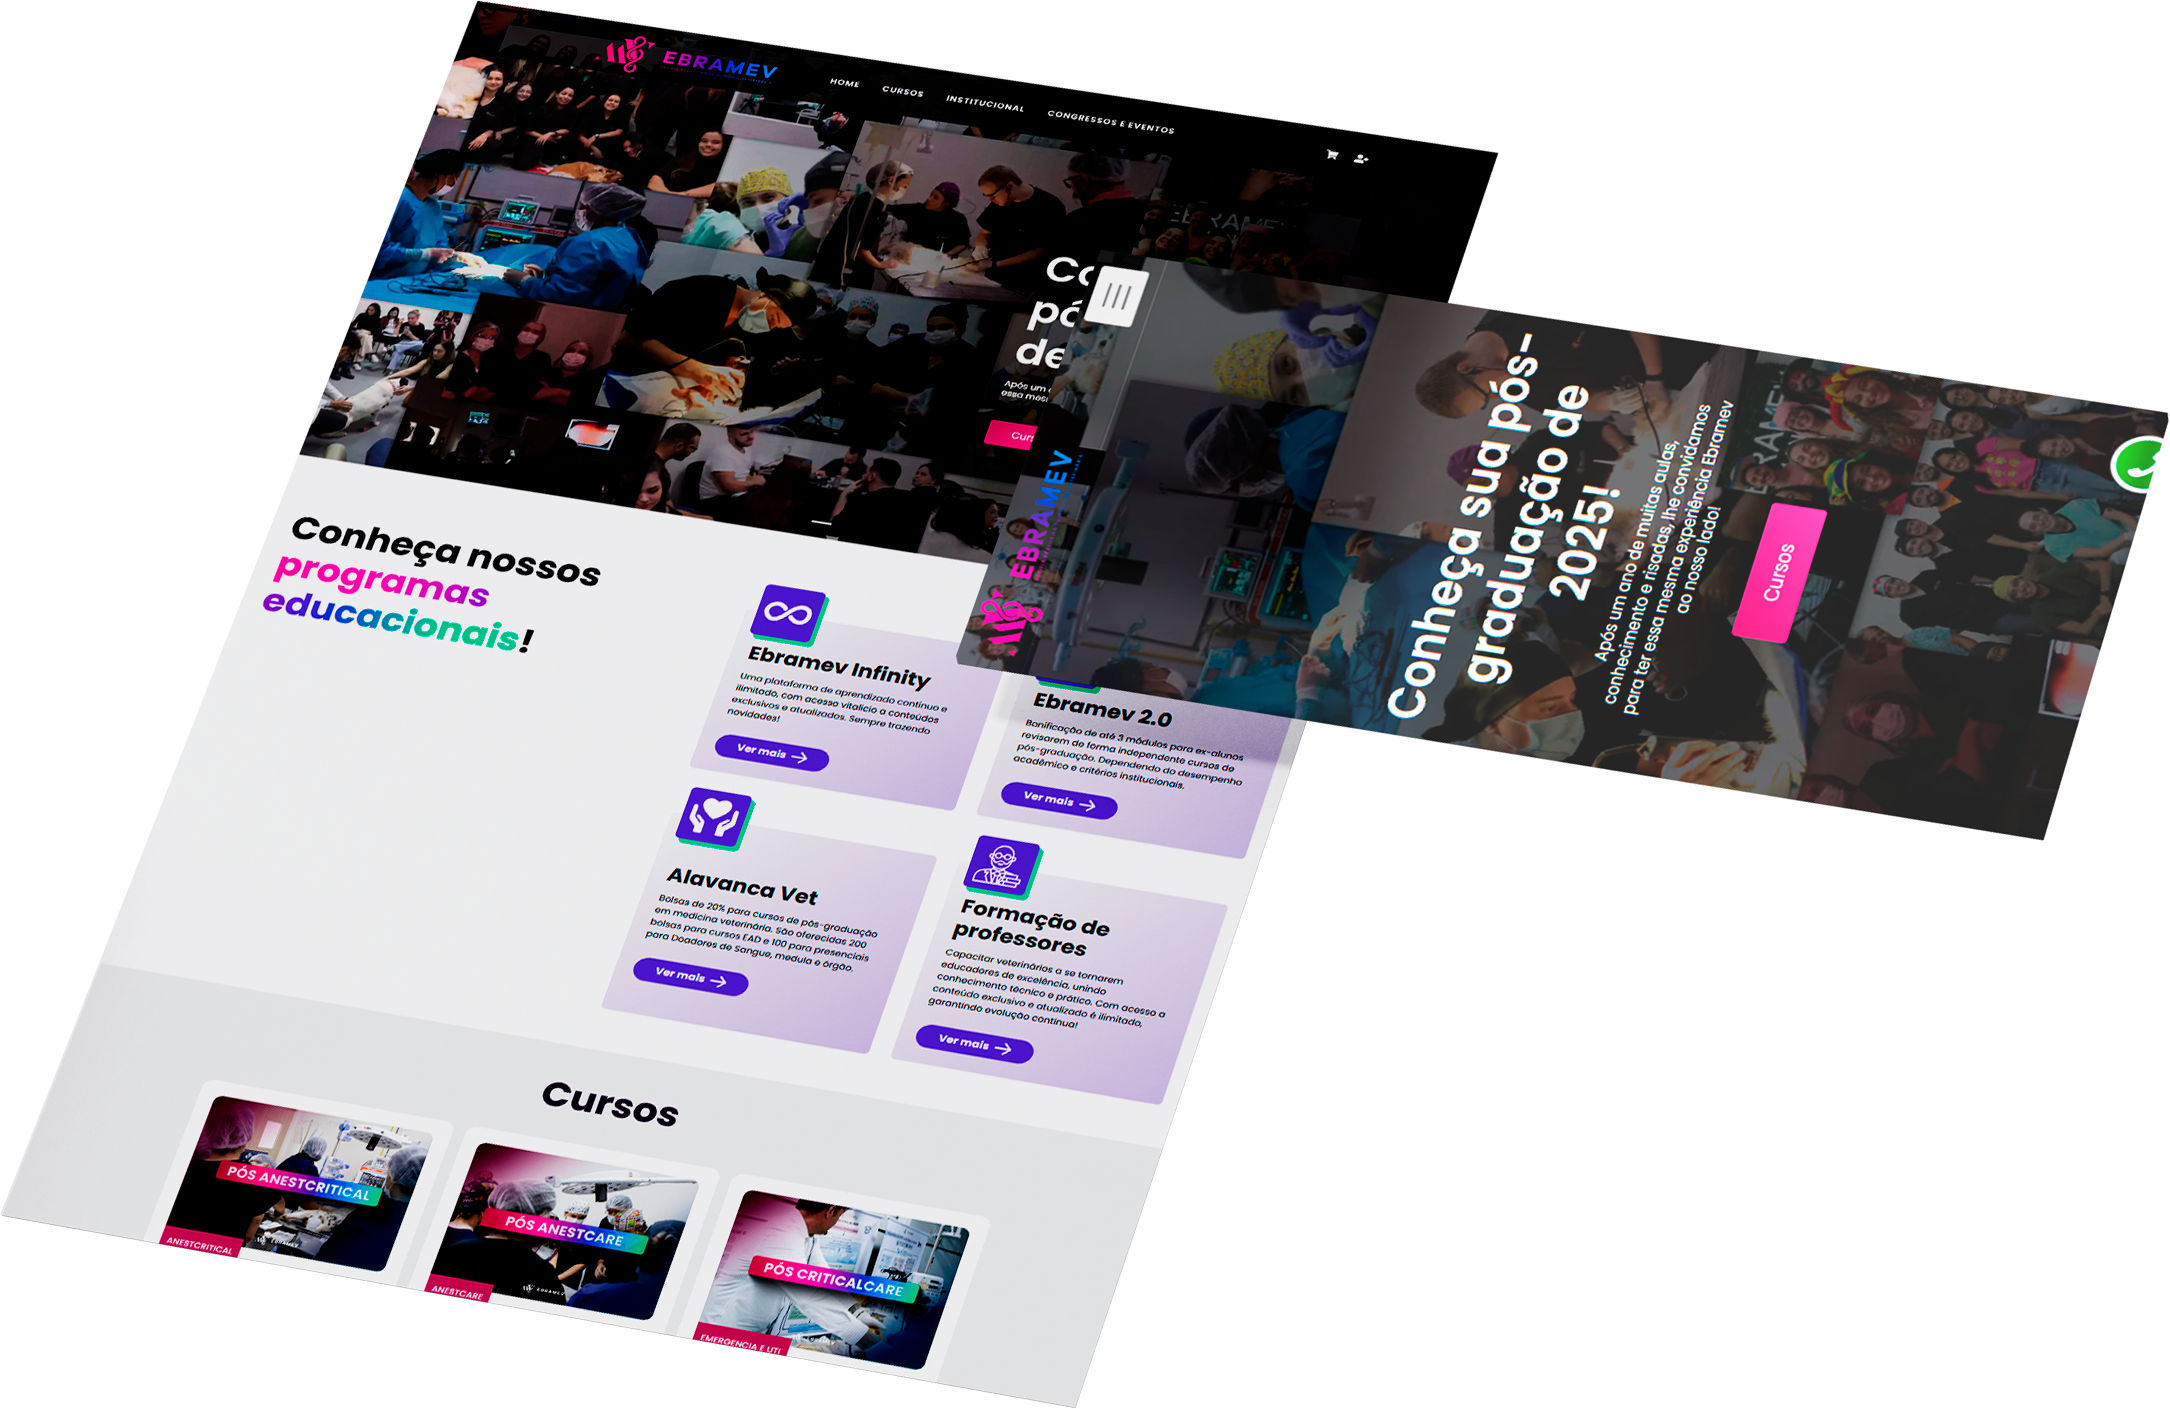 EBRAMEV
HOME
CURSOS
INSTITUCIONAL
CONGRESSOS E EVENTOS
EBRAMEV
Co
pó
de
Após um
essa mesi
Curs
Conheça nossos
programas
educacionais!
Ebramev Infinity
Uma plataforma de aprendizado contínuo e
ilimitado, com acesso vitalício a conteúdos
exclusivos e atualizados. Sempre trazendo
novidades!
Ver mais
Ebramev 2.0
Bonificação de até 3 módulos para ex-alunos
revisarem de forma independente cursos de
pós-graduação. Dependendo do desempenho
acadêmico e critérios institucionais.
Ver mais
Alavanca Vet
Bolsas de 20% para cursos de pós-graduação
em medicina veterinária. São oferecidas 200
bolsas para cursos EAD e 100 para presenciais
para Doadores de Sangue, medula e órgão.
Ver mais
Formação de
professores
Capacitar veterinários a se tornarem
educadores de excelência, unindo
conhecimento técnico e prático. Com acesso a
conteúdo exclusivo e atualizado é ilimitado,
garantindo evolução contínua!
Ver mais
Cursos
PÓS ANESTCRITICAL
EBRAMEV
ANESTCRITICAL
PÓS ANESTCARE
EBRAMEV
ANESTCARE
PÓS CRITICALCARE
EMERGENCIA E UTI
EBRAMEV
Conheça sua pós-
graduação de
2025!
Após um ano de muitas aulas,
conhecimento e risadas, lhe convidamos
para ter essa mesma experiência Ebramev
ao nosso lado!
Cursos